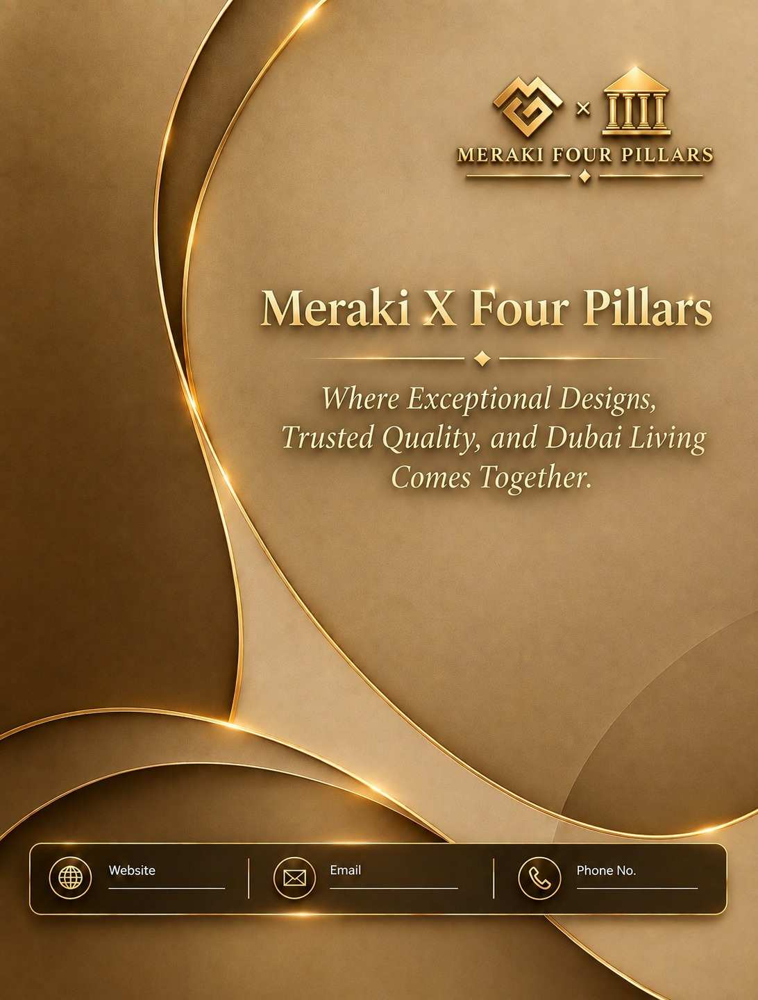 MERAKI FOUR PILLARS
Meraki X Four Pillars
Where Exceptional Designs,
Trusted Quality, and Dubai Living
Comes Together.
Website
Email
Phone No.